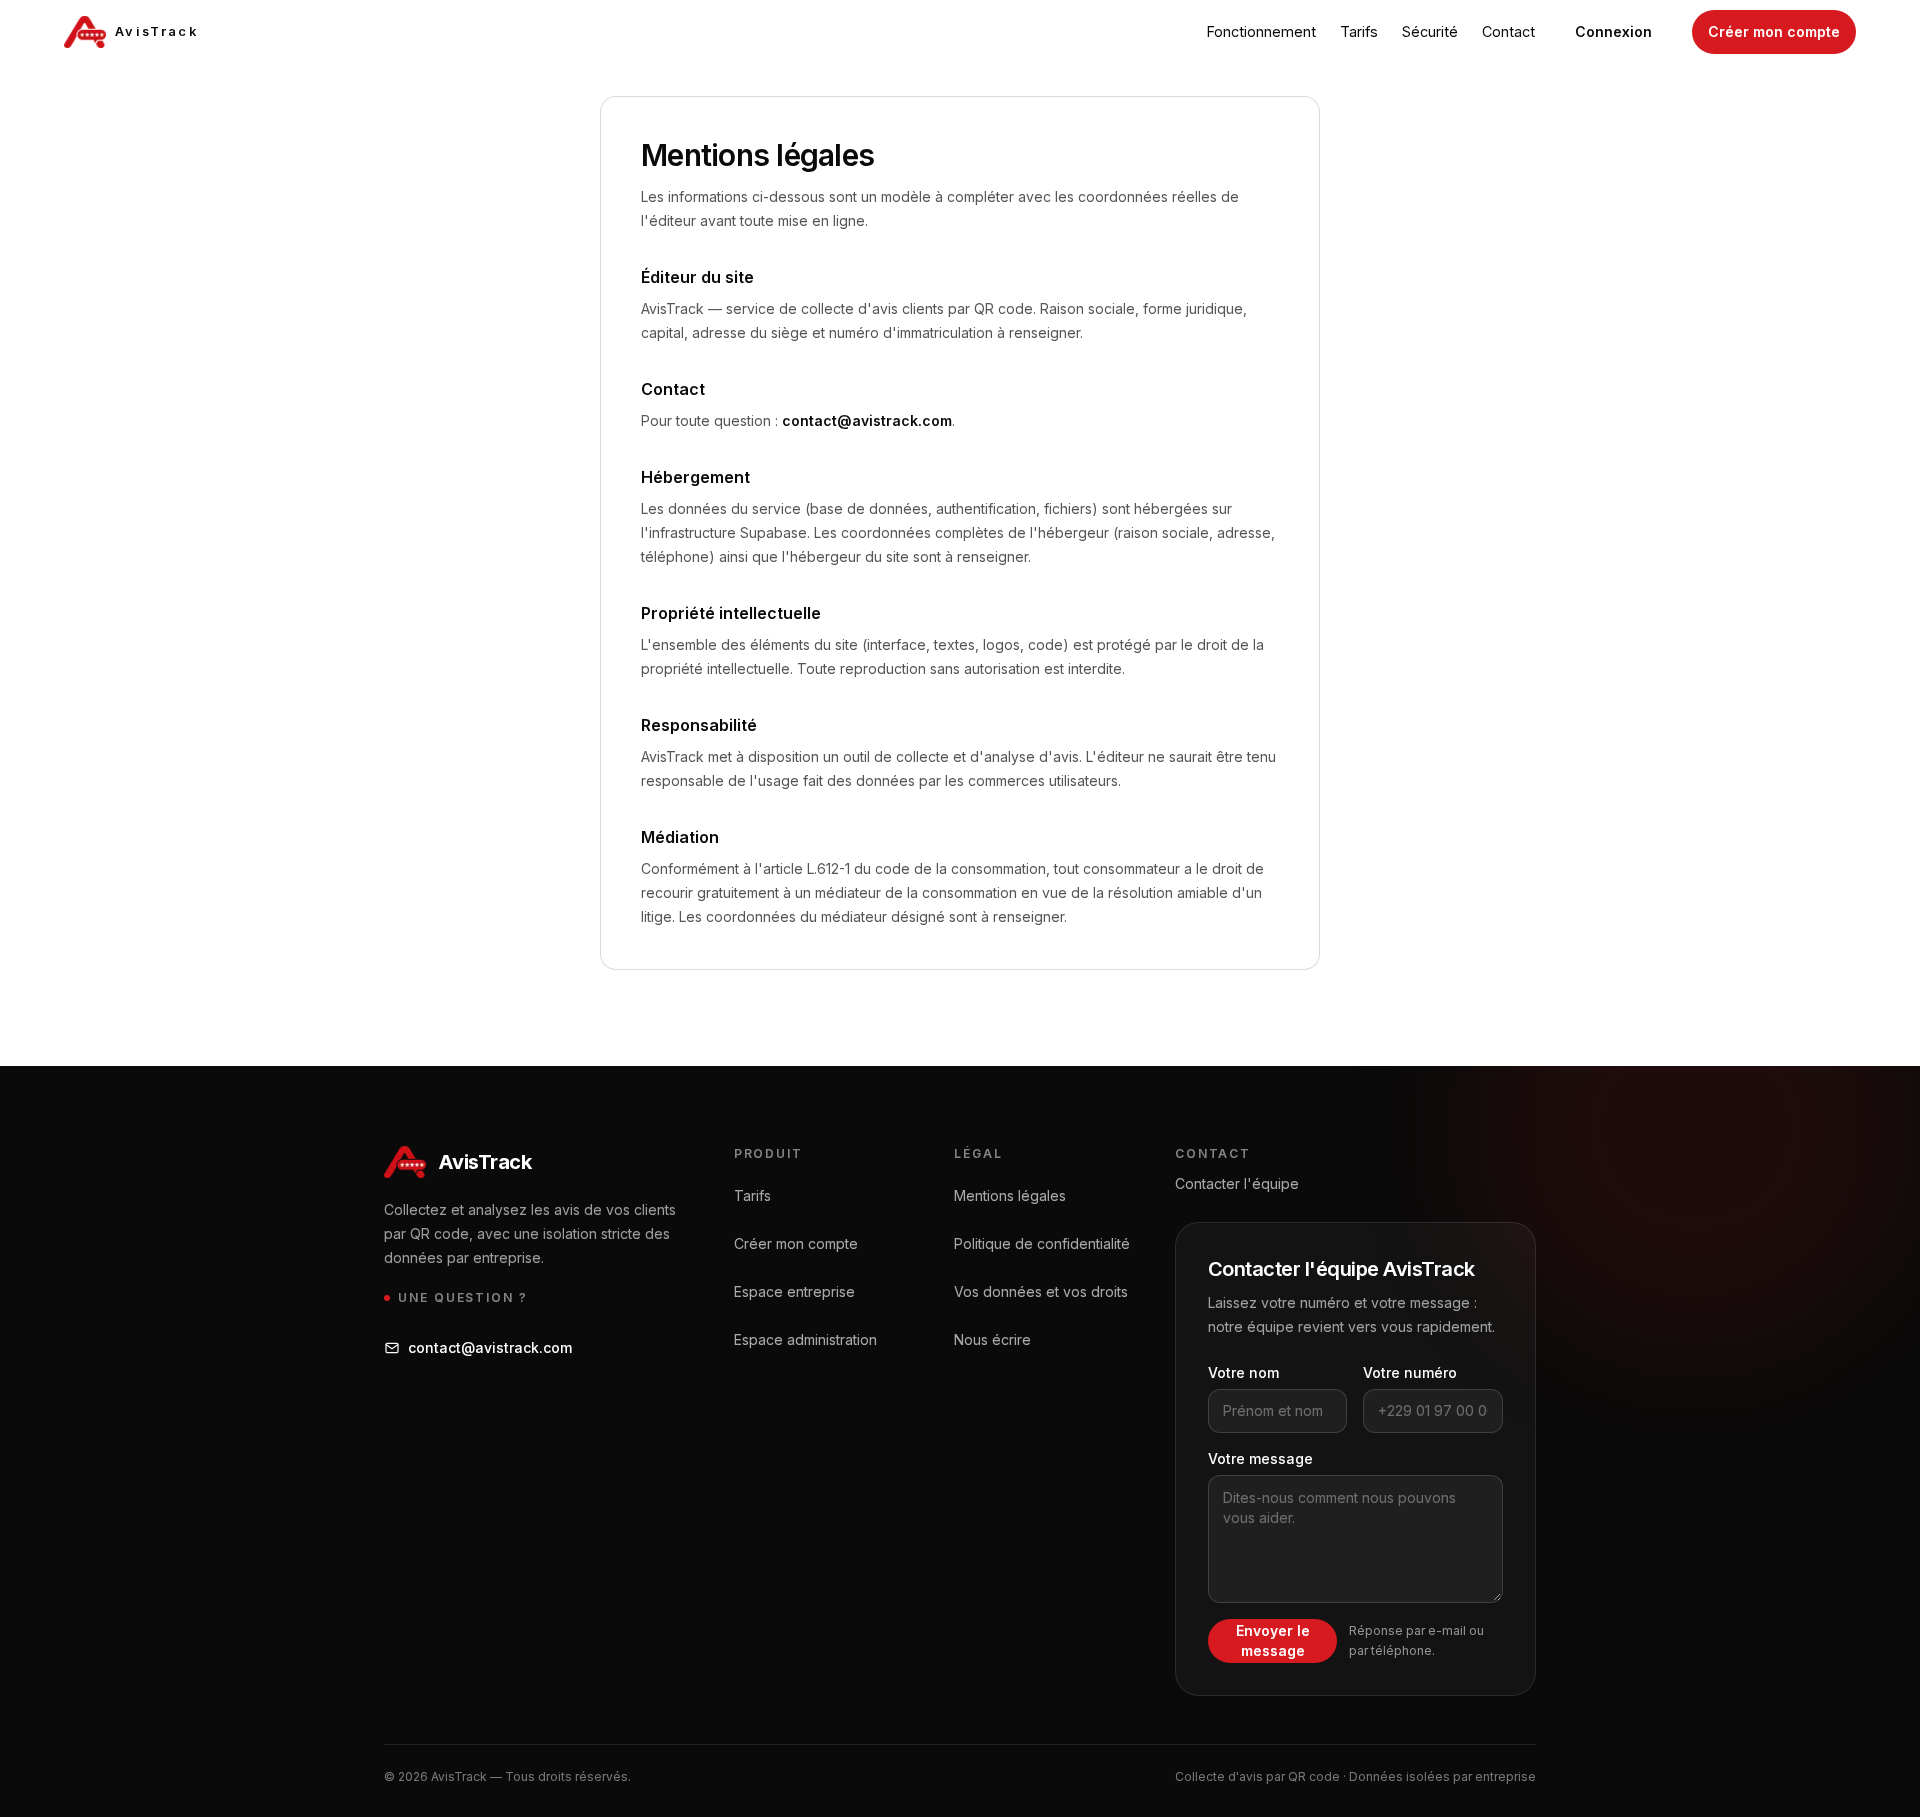 AvisTrack
Fonctionnement
Tarifs
Sécurité
Contact
Connexion
Créer mon compte
Mentions légales
Les informations ci-dessous sont un modèle à compléter avec les coordonnées réelles de
l'éditeur avant toute mise en ligne.
Éditeur du site
AvisTrack — service de collecte d'avis clients par QR code. Raison sociale, forme juridique,
capital, adresse du siège et numéro d'immatriculation à renseigner.
Contact
Pour toute question : contact@avistrack.com.
Hébergement
Les données du service (base de données, authentification, fichiers) sont hébergées sur
l'infrastructure Supabase. Les coordonnées complètes de l'hébergeur (raison sociale, adresse,
téléphone) ainsi que l'hébergeur du site sont à renseigner.
Propriété intellectuelle
L'ensemble des éléments du site (interface, textes, logos, code) est protégé par le droit de la
propriété intellectuelle. Toute reproduction sans autorisation est interdite.
Responsabilité
AvisTrack met à disposition un outil de collecte et d'analyse d'avis. L'éditeur ne saurait être tenu
responsable de l'usage fait des données par les commerces utilisateurs.
Médiation
Conformément à l'article L.612-1 du code de la consommation, tout consommateur a le droit de
recourir gratuitement à un médiateur de la consommation en vue de la résolution amiable d'un
litige. Les coordonnées du médiateur désigné sont à renseigner.
AvisTrack
Collectez et analysez les avis de vos clients
par QR code, avec une isolation stricte des
données par entreprise.
UNE QUESTION ?
contact@avistrack.com
PRODUIT
Tarifs
Créer mon compte
Espace entreprise
Espace administration
LÉGAL
Mentions légales
Politique de confidentialité
Vos données et vos droits
Nous écrire
CONTACT
Contacter l'équipe
Contacter l'équipe AvisTrack
Laissez votre numéro et votre message :
notre équipe revient vers vous rapidement.
Votre nom
Prénom et nom
Votre numéro
+229 01 97 00 0
Votre message
Dites-nous comment nous pouvons
vous aider.
Envoyer le
message
Réponse par e-mail ou
par téléphone.
© 2026 AvisTrack — Tous droits réservés.
Collecte d'avis par QR code · Données isolées par entreprise